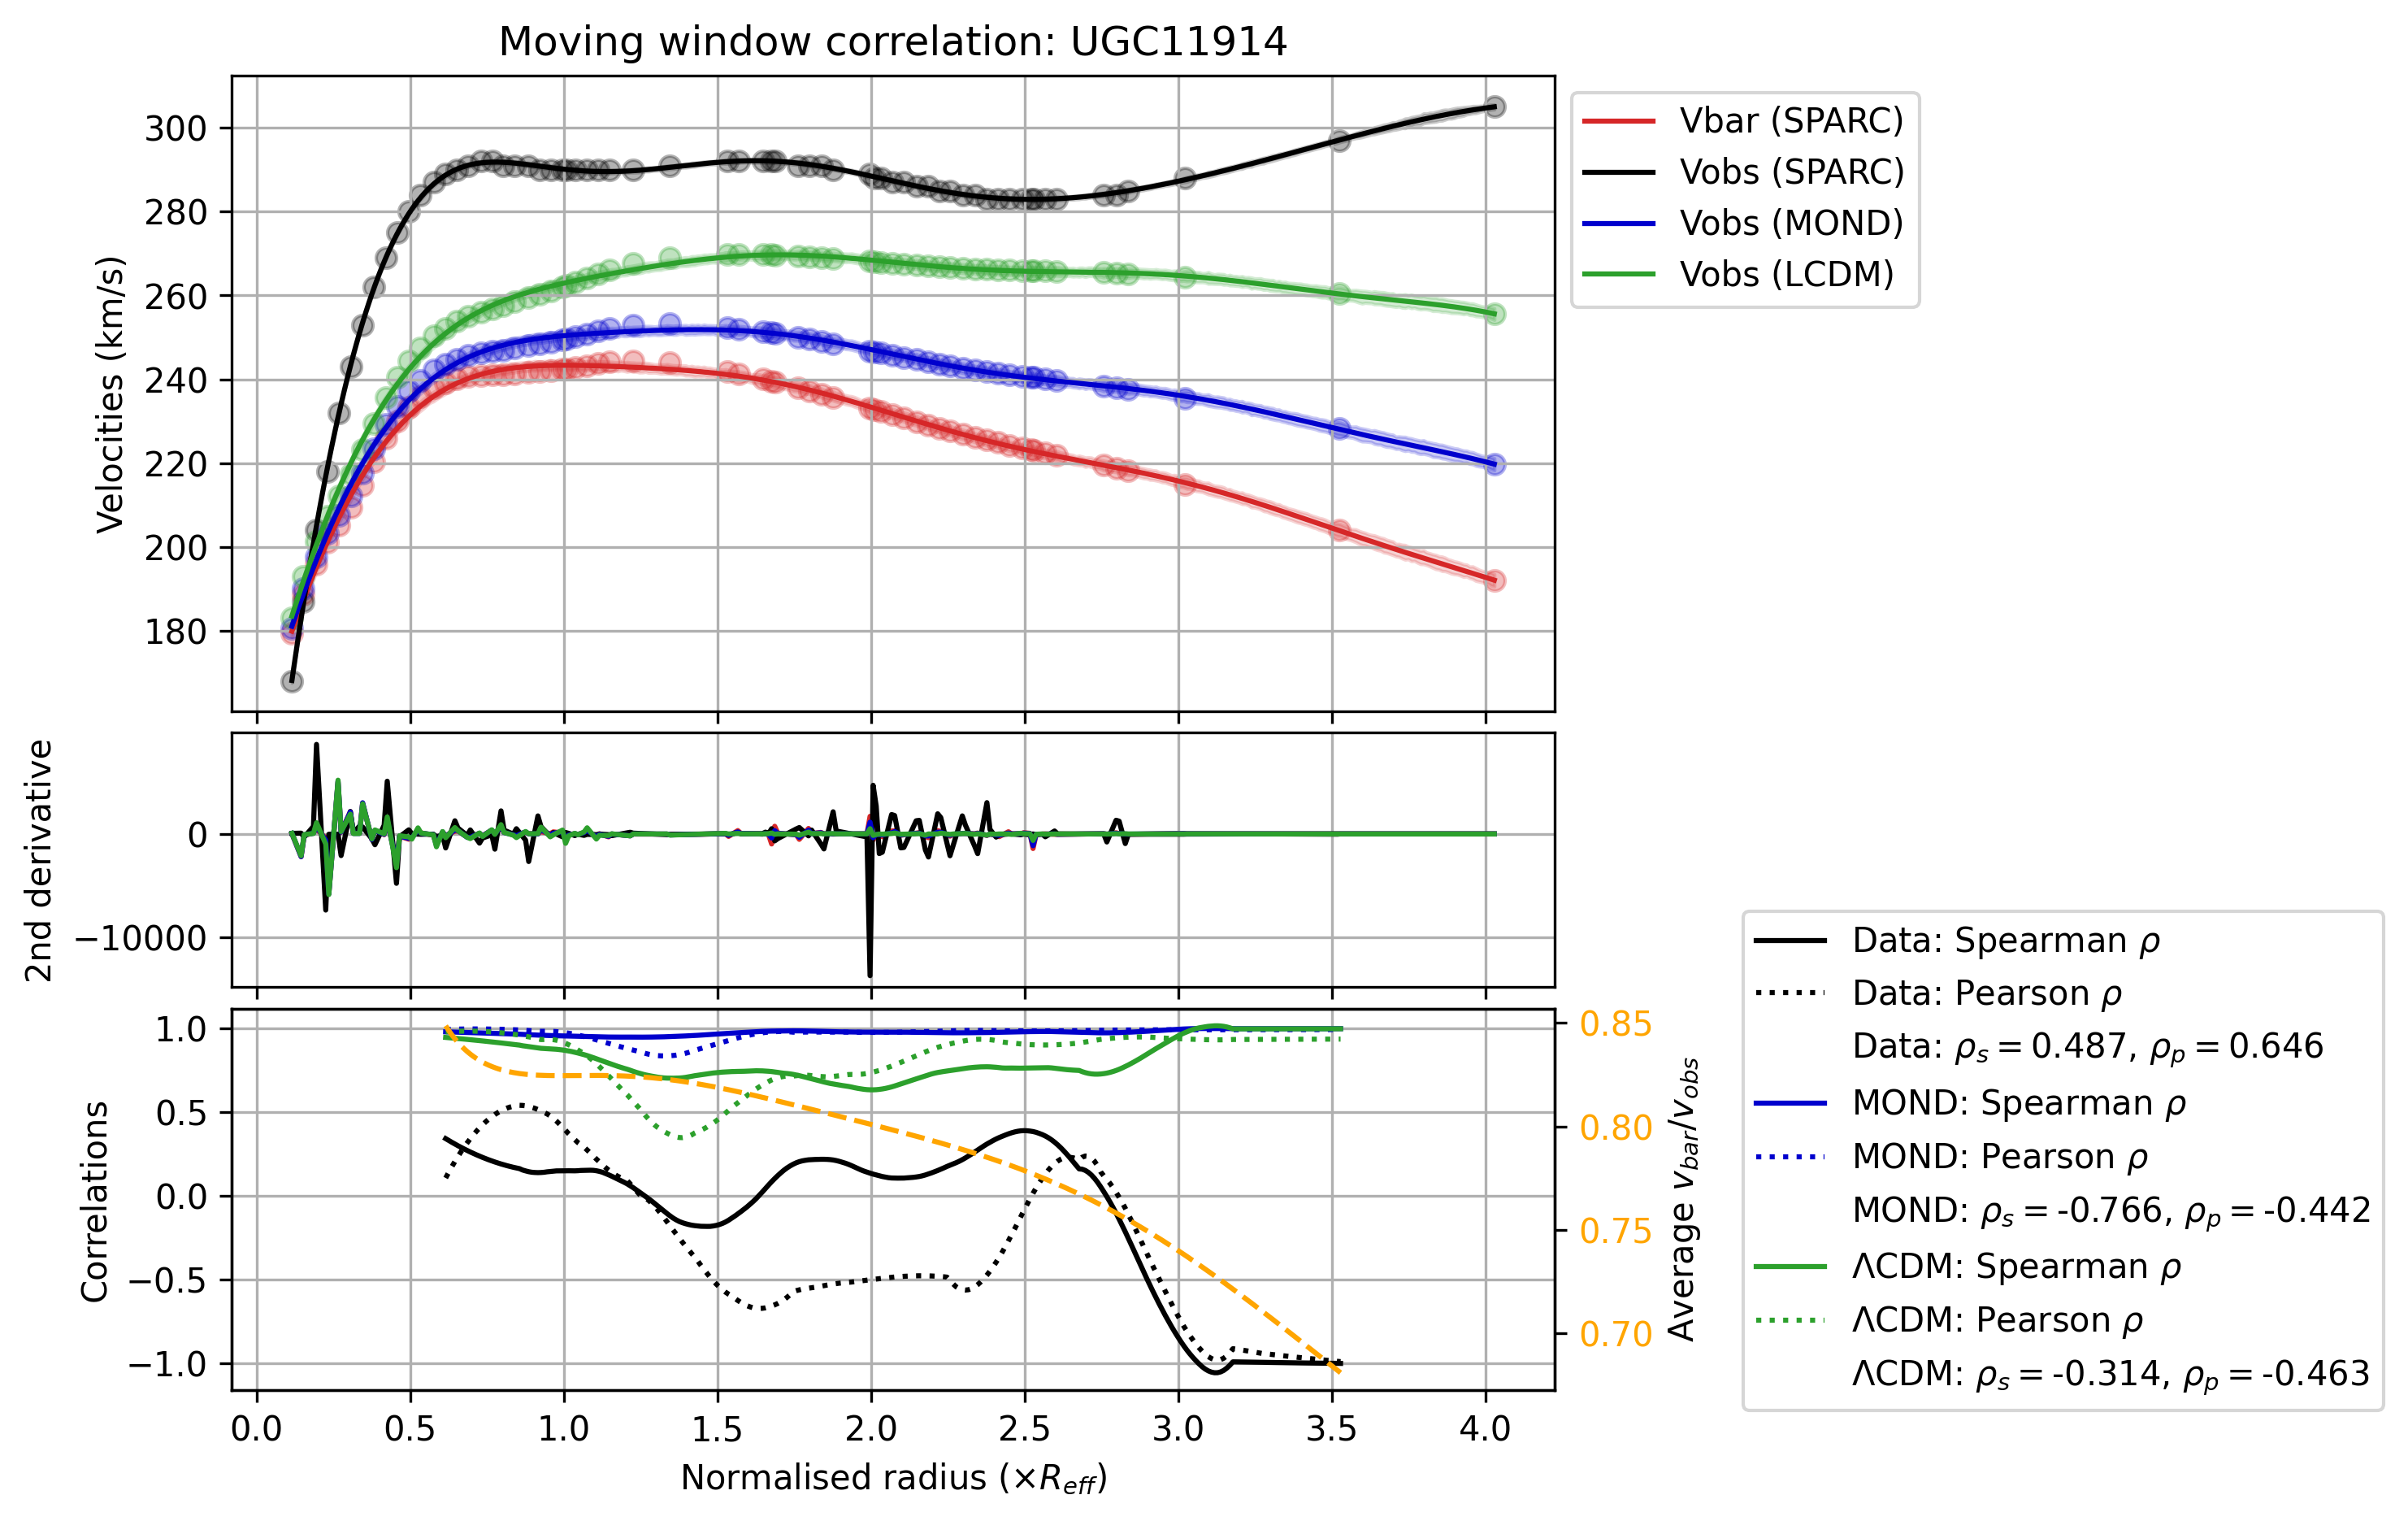 Moving window correlation: UGC11914
300
280
260
240
220
200
180
Velocities (km/s)
Vbar (SPARC)
Vobs (SPARC)
Vobs (MOND)
Vobs (LCDM)
0
−10000
2nd derivative
1.0
0.5
0.0
−0.5
−1.0
Correlations
0.85
0.80
0.75
0.70
Average v_bar/v_obs
0.0 0.5 1.0 1.5 2.0 2.5 3.0 3.5 4.0
Normalised radius (×R_eff)
Data: Spearman ρ
Data: Pearson ρ
Data: ρ_s = 0.487, ρ_p = 0.646
MOND: Spearman ρ
MOND: Pearson ρ
MOND: ρ_s = -0.766, ρ_p = -0.442
ΛCDM: Spearman ρ
ΛCDM: Pearson ρ
ΛCDM: ρ_s = -0.314, ρ_p = -0.463